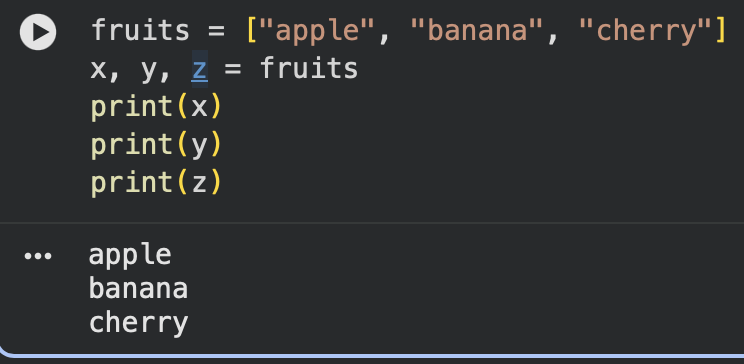 fruits = ["apple", "banana", "cherry"]
x, y, z = fruits
print(x)
print(y)
print(z)
apple
banana
cherry